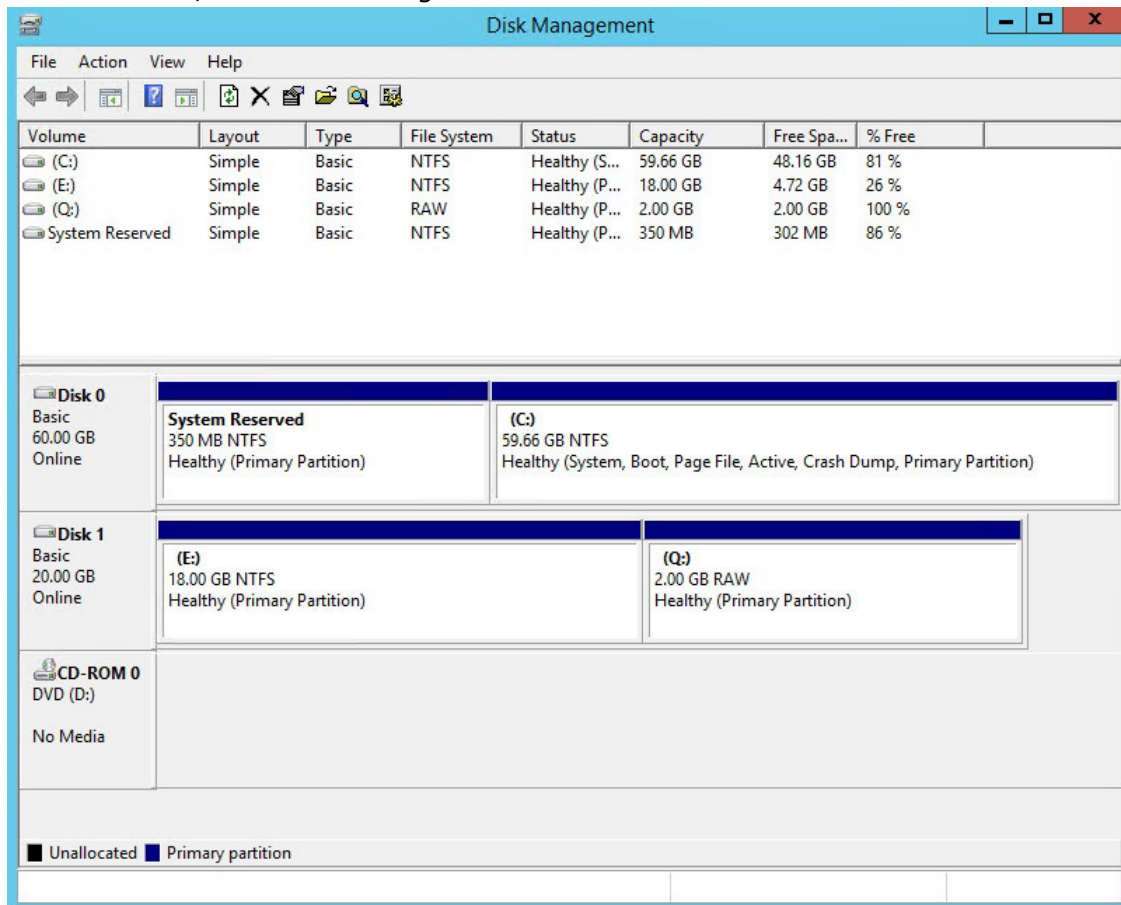 Disk Management
File Action View Help
Volume Layout Type File System Status Capacity Free Spa... % Free
(C:) Simple Basic NTFS Healthy (S... 59.66 GB 48.16 GB 81 %
(E:) Simple Basic NTFS Healthy (P... 18.00 GB 4.72 GB 26 %
(Q:) Simple Basic RAW Healthy (P... 2.00 GB 2.00 GB 100 %
System Reserved Simple Basic NTFS Healthy (P... 350 MB 302 MB 86 %
Disk 0
Basic
60.00 GB
Online
System Reserved
350 MB NTFS
Healthy (Primary Partition)
(C:)
59.66 GB NTFS
Healthy (System, Boot, Page File, Active, Crash Dump, Primary Partition)
Disk 1
Basic
20.00 GB
Online
(E:)
18.00 GB NTFS
Healthy (Primary Partition)
(Q:)
2.00 GB RAW
Healthy (Primary Partition)
CD-ROM 0
DVD (D:)
No Media
Unallocated Primary partition